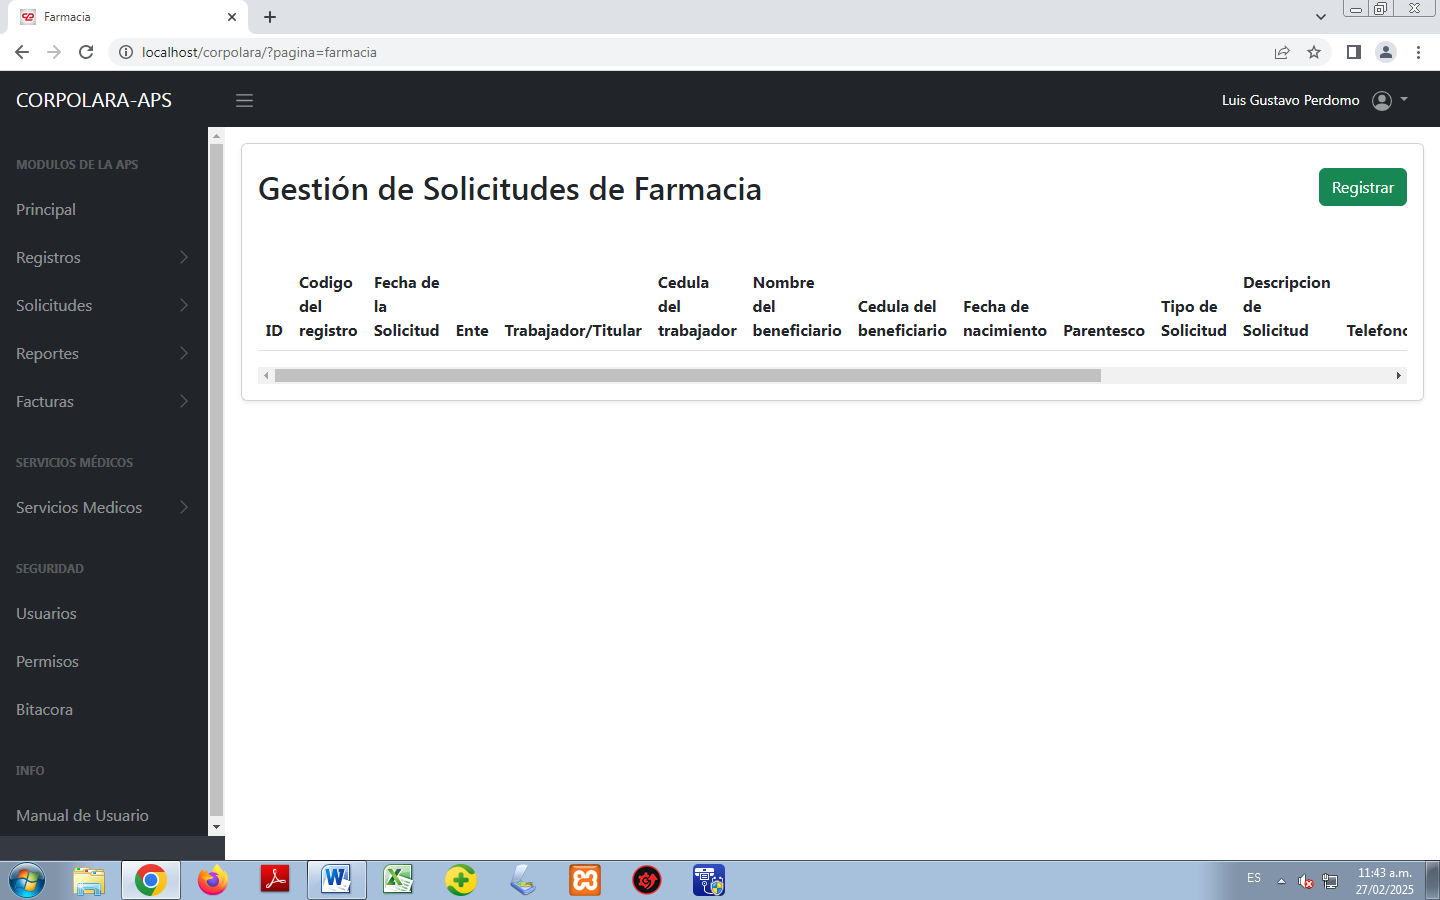 Farmacia
localhost/corpolara/?pagina=farmacia
CORPOLARA-APS
Luis Gustavo Perdomo
MODULOS DE LA APS
Principal
Registros
Solicitudes
Reportes
Facturas
SERVICIOS MÉDICOS
Servicios Medicos
SEGURIDAD
Usuarios
Permisos
Bitacora
INFO
Manual de Usuario
Gestión de Solicitudes de Farmacia
Registrar
ID
Codigo
del
registro
Fecha de
la
Solicitud
Ente
Trabajador/Titular
Cedula
del
trabajador
Nombre
del
beneficiario
Cedula del
beneficiario
Fecha de
nacimiento
Parentesco
Tipo de
Solicitud
Descripcion
de
Solicitud
Telefono
ES
11:43 a.m.
27/02/2025